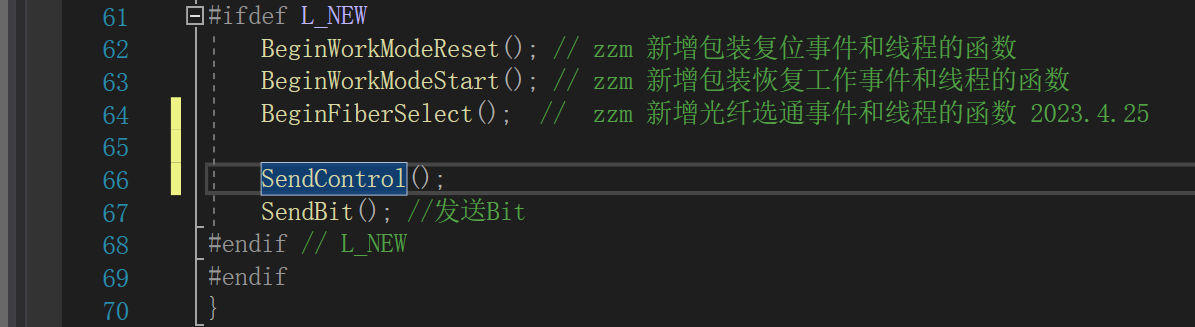 61 #ifdef L_NEW
62 BeginWorkModeReset(); // zzm 新增包装复位事件和线程的函数
63 BeginWorkModeStart(); // zzm 新增包装恢复工作事件和线程的函数
64 BeginFiberSelect(); // zzm 新增光纤选通事件和线程的函数 2023.4.25
65
66 SendControl();
67 SendBit(); //发送Bit
68 #endif // L_NEW
69 #endif
70 }